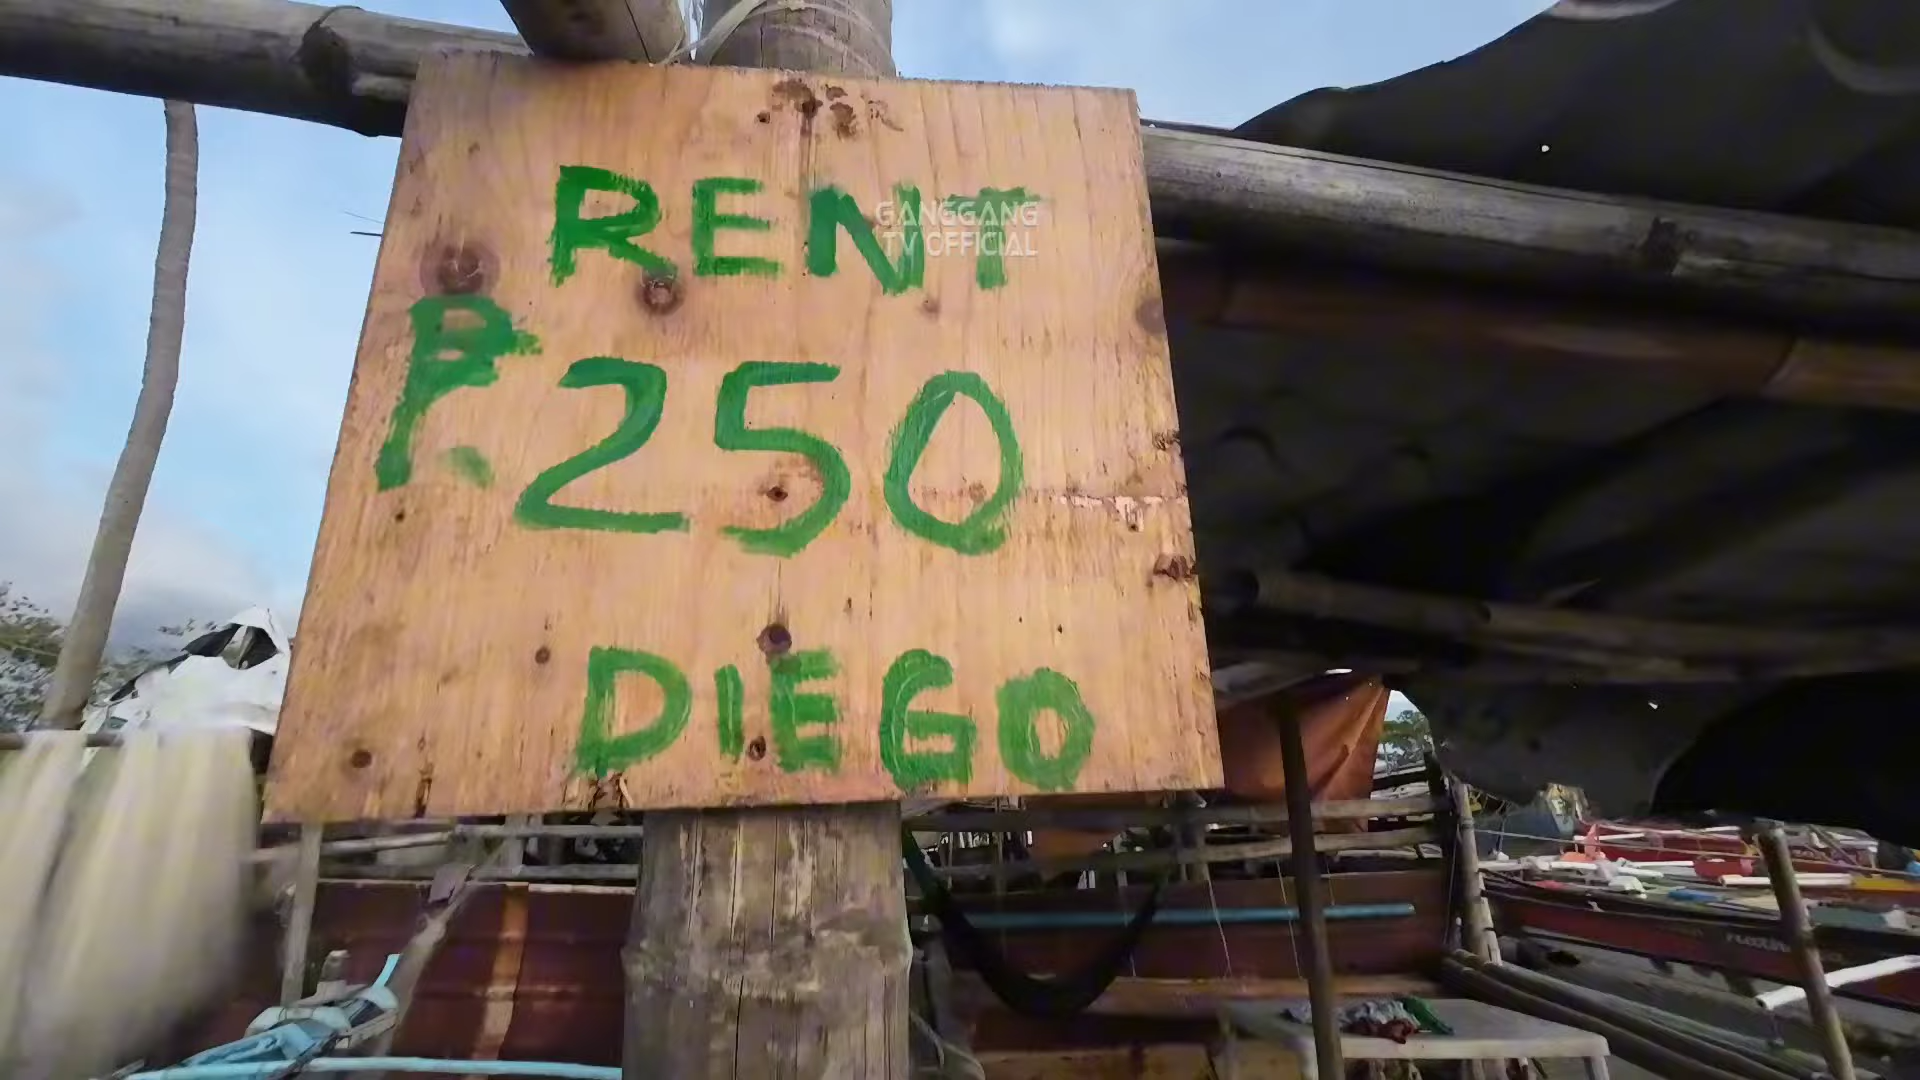 RENT
GANGGANG
TV OFFICIAL
₱. 250
DIEGO